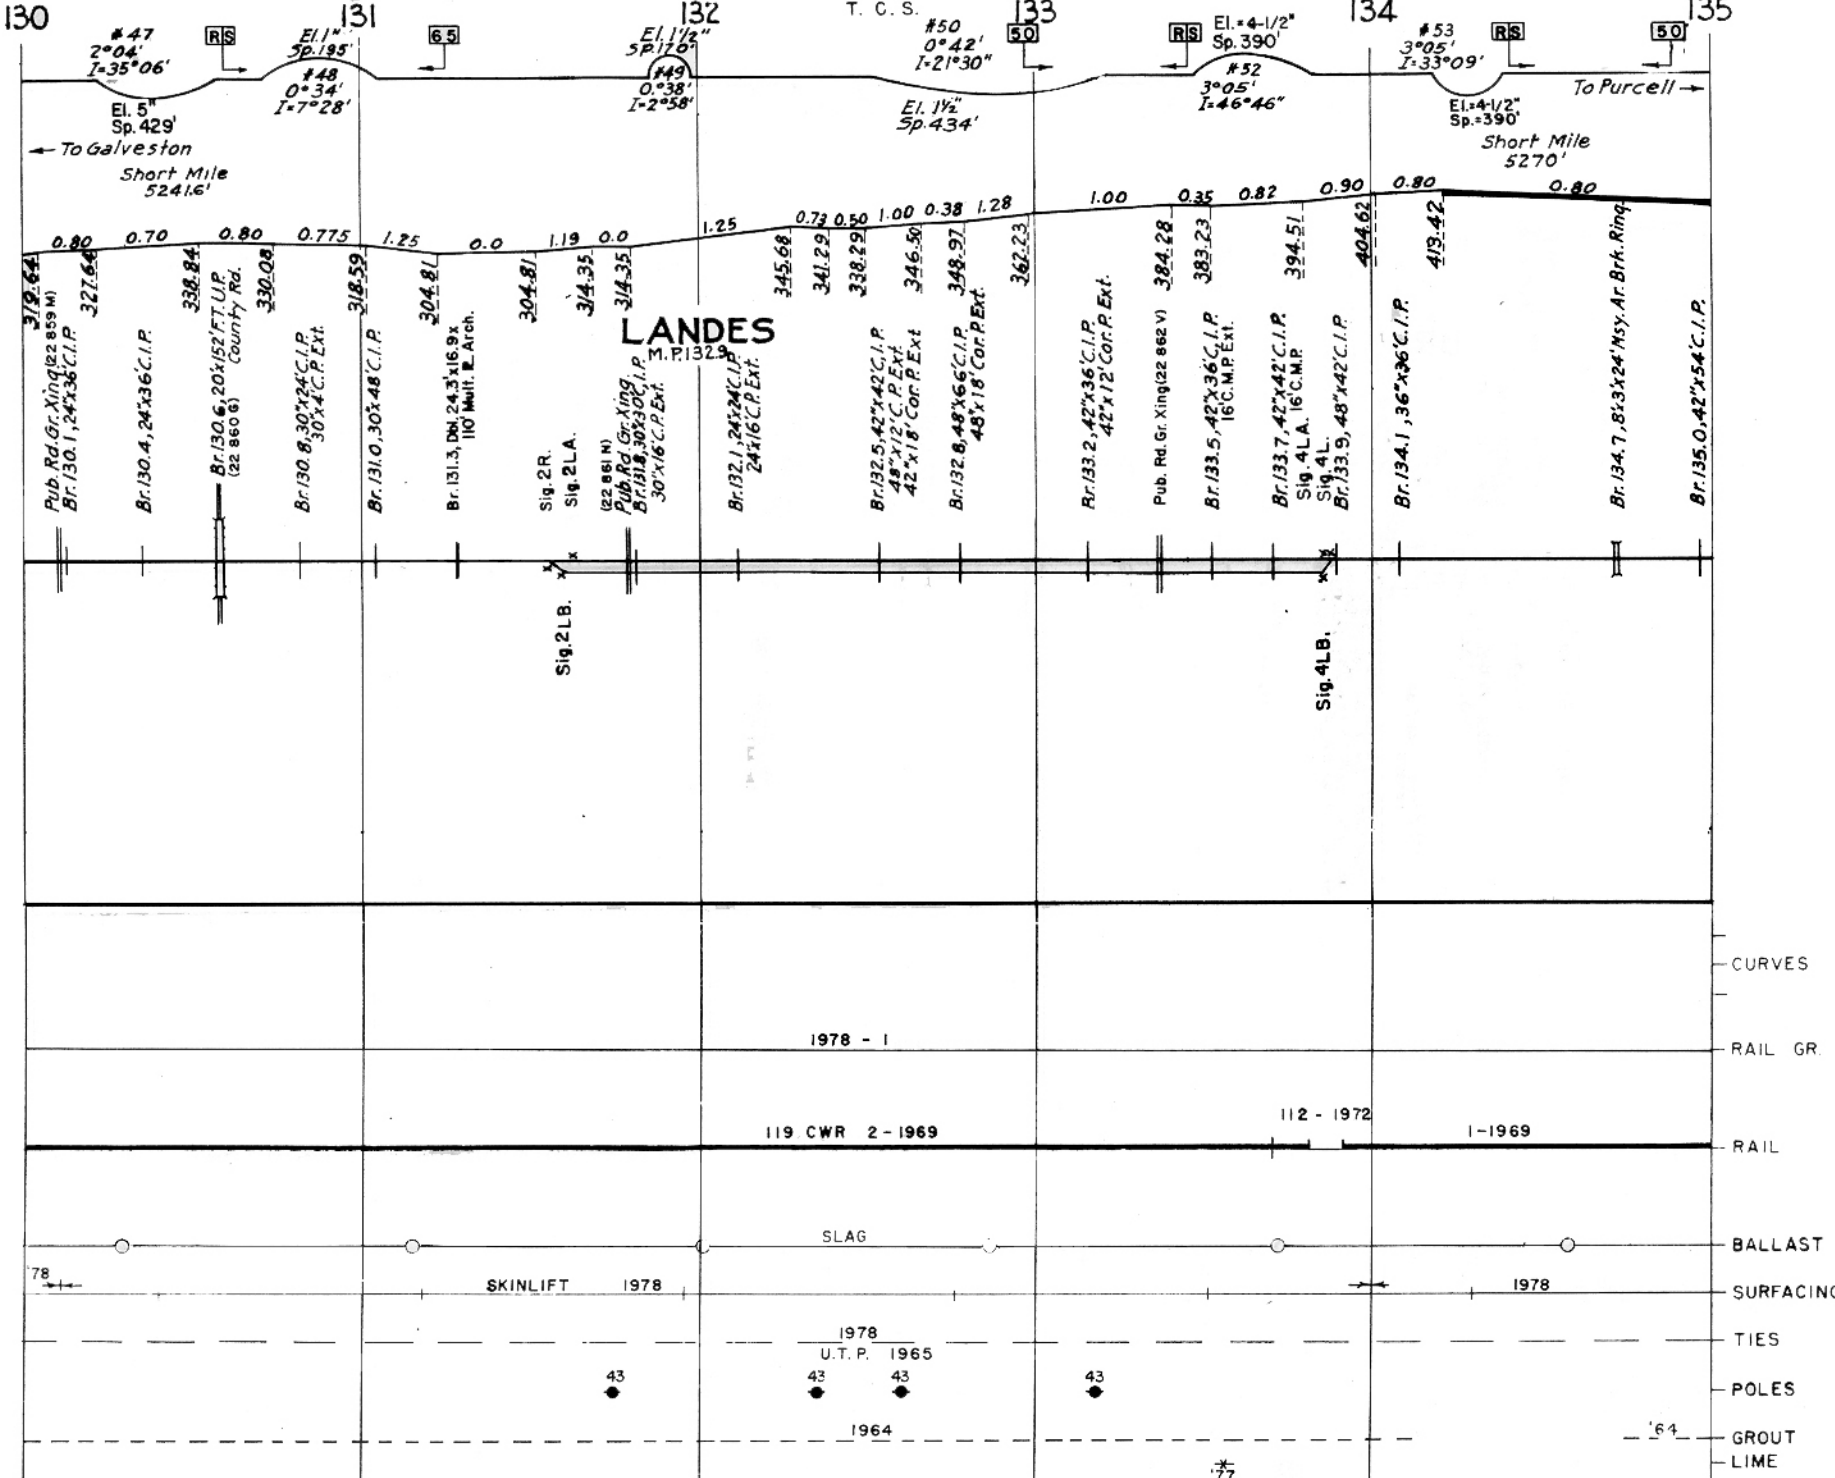 130 131 132 T. C. S. 133 134 135
#47
2°04'
I=35°06'
RS
El. 5"
Sp. 429'
El. 1"
Sp. 195'
#48
0°34'
I=7°28'
65
El. 1½"
Sp. 120'
#49
0°38'
I=2°58'
#50
0°42'
I=21°30"
50
El. 1½"
Sp. 434'
RS
El.=4-1/2"
Sp. 390'
#52
3°05'
I=46°46"
#53
3°05'
I=33°09'
RS
50
El.=4-1/2"
Sp.=390'
To Purcell
To Galveston
Short Mile
5241.6'
Short Mile
5270'
0.80 0.70 0.80 0.775 1.25 0.0 1.19 0.0 1.25 0.73 0.50 1.00 0.38 1.28 1.00 0.35 0.82 0.90 0.80 0.80
319.64 327.64 338.84 330.08 318.59 304.81 304.81 314.35 314.35 345.68 341.29 338.29 346.50 348.97 362.23 384.28 383.23 394.51 404.62 419.42
LANDES
M.P.132.9
Pub. Rd. Gr. Xing (22 859 M)
Br. 130.1, 24"x36'C.I.P.
Br. 130.4, 24"x36'C.I.P.
Br. 130.6, 20'x152'F.T.U.P.
(22 860 G) County Rd.
Br. 130.8, 30"x24'C.I.P.
30"x4'C.P. Ext.
Br. 131.0, 30"x48'C.I.P.
Br. 131.3, Dbl. 24.3'x16.9'x
110' Mult. PL Arch.
Sig. 2R.
Sig. 2LA.
Sig. 2LB.
(22 861 N)
Pub. Rd. Gr. Xing.
Br. 131.8, 30"x30'C.I.P.
30"x16'C.P. Ext.
Br. 132.1, 24"x24'C.I.P.
24"x16'C.P. Ext.
Br. 132.5, 42"x42'C.I.P.
48"x12'C.P. Ext.
42"x18'Cor. P. Ext
Br. 132.8, 48"x66'C.I.P.
48"x18'Cor. P. Ext.
Br. 133.2, 42"x36'C.I.P.
42"x12'Cor. P. Ext.
Pub. Rd. Gr. Xing (22 862 V)
Br. 133.5, 42"x36'C.I.P.
16'C.M.P. Ext.
Br. 133.7, 42"x42'C.I.P.
16'C.M.P.
Sig. 4LA.
Sig. 4L.
Sig. 4LB.
Br. 133.9, 48"x42'C.I.P.
Br. 134.1, 36"x36'C.I.P.
Br. 134.7, 8'x3'x24'Msy. Ar. Brk. Ring
Br. 135.0, 42"x54'C.I.P.
CURVES
1978 - 1
RAIL GR.
119 CWR 2-1969
112 - 1972
1-1969
RAIL
SLAG
BALLAST
'78
SKINLIFT 1978
1978
SURFACING
1978
TIES
U.T.P. 1965
43 43 43 43
POLES
1964
'64
GROUT
'77
LIME